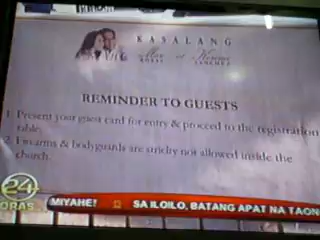 KASALANG
REMINDER TO GUESTS
1. Present your guest card for entry & proceed to the registration
table.
2. Firearms & bodyguards are strictly not allowed inside the
church.
24
ORAS
MIYAHE!
SA ILOILO, BATANG APAT NA TAON